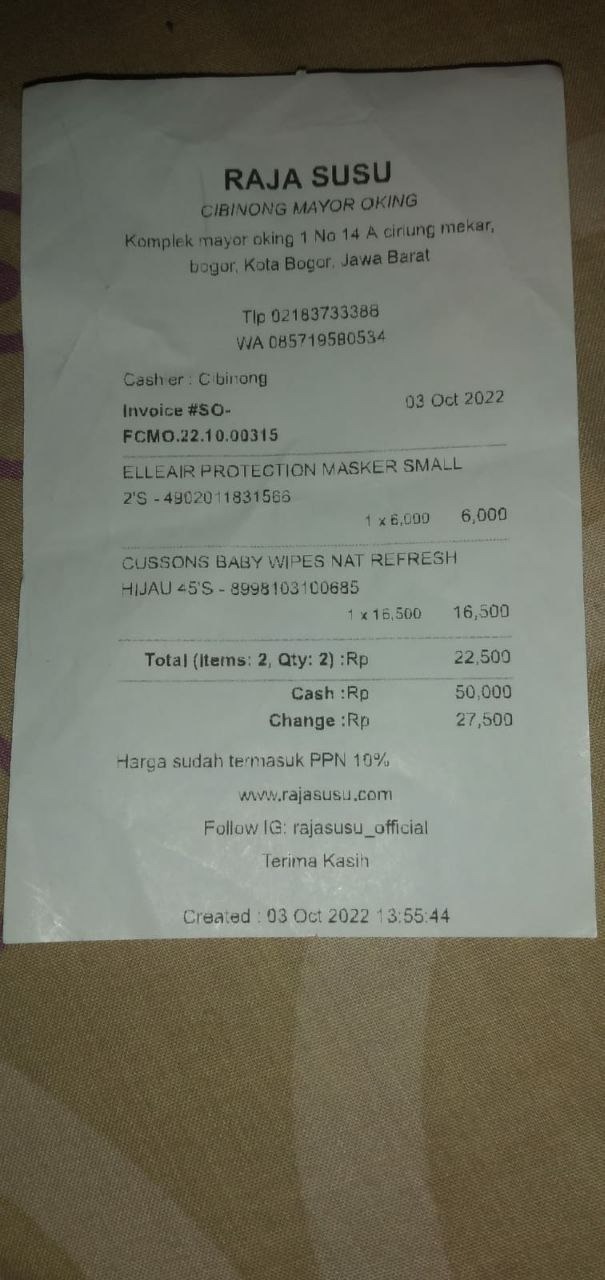 RAJA SUSU
CIBINONG MAYOR OKING
Komplek mayor oking 1 No 14 A ciriung mekar,
bogor, Kota Bogor, Jawa Barat
Tlp 02183733388
WA 085719580534
Cashier : Cibinong
Invoice #SO- 03 Oct 2022
FCMO.22.10.00315
ELLEAIR PROTECTION MASKER SMALL
2'S - 4902011831566
1 x 6,000 6,000
CUSSONS BABY WIPES NAT REFRESH
HIJAU 45'S - 8998103100685
1 x 16,500 16,500
Total (Items: 2, Qty: 2) :Rp 22,500
Cash :Rp 50,000
Change :Rp 27,500
Harga sudah termasuk PPN 10%
www.rajasusu.com
Follow IG: rajasusu_official
Terima Kasih
Created : 03 Oct 2022 13:55:44